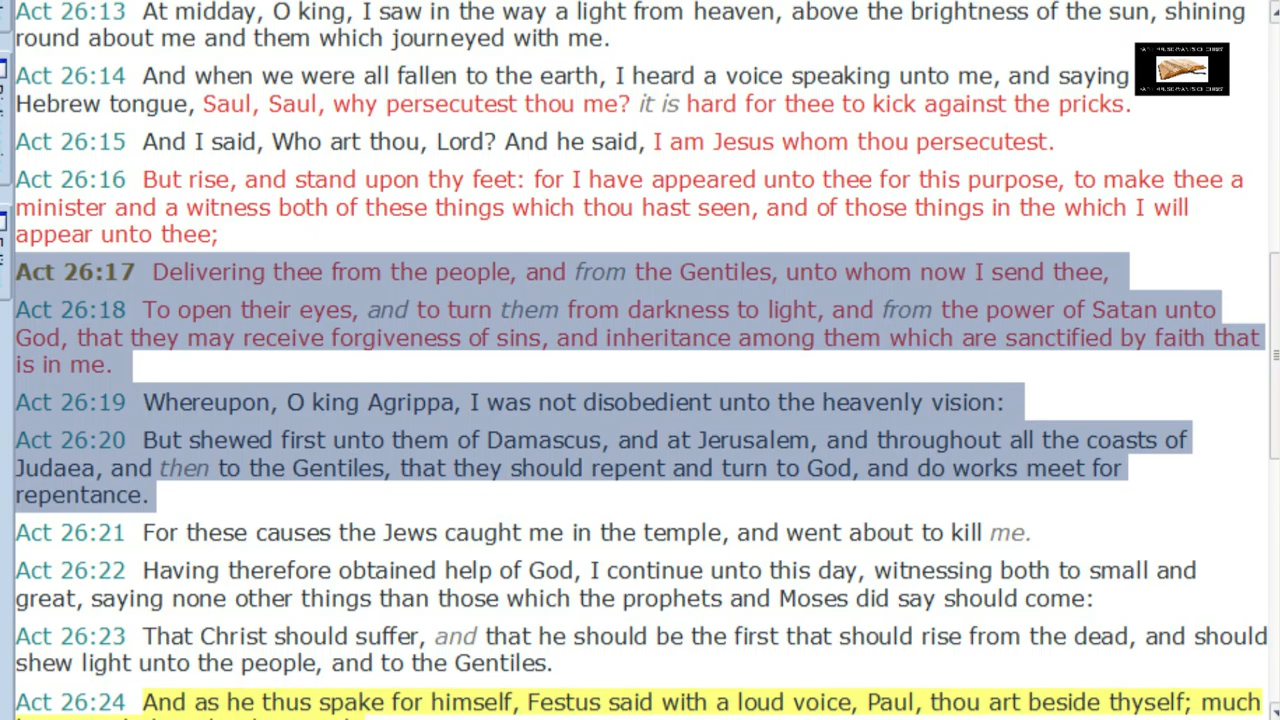 Act 26:13 At midday, O king, I saw in the way a light from heaven, above the brightness of the sun, shining
round about me and them which journeyed with me.
Act 26:14 And when we were all fallen to the earth, I heard a voice speaking unto me, and saying
Hebrew tongue, Saul, Saul, why persecutest thou me? it is hard for thee to kick against the pricks.
Act 26:15 And I said, Who art thou, Lord? And he said, I am Jesus whom thou persecutest.
Act 26:16 But rise, and stand upon thy feet: for I have appeared unto thee for this purpose, to make thee a
minister and a witness both of these things which thou hast seen, and of those things in the which I will
appear unto thee;
Act 26:17 Delivering thee from the people, and from the Gentiles, unto whom now I send thee,
Act 26:18 To open their eyes, and to turn them from darkness to light, and from the power of Satan unto
God, that they may receive forgiveness of sins, and inheritance among them which are sanctified by faith that
is in me.
Act 26:19 Whereupon, O king Agrippa, I was not disobedient unto the heavenly vision:
Act 26:20 But shewed first unto them of Damascus, and at Jerusalem, and throughout all the coasts of
Judaea, and then to the Gentiles, that they should repent and turn to God, and do works meet for
repentance.
Act 26:21 For these causes the Jews caught me in the temple, and went about to kill me.
Act 26:22 Having therefore obtained help of God, I continue unto this day, witnessing both to small and
great, saying none other things than those which the prophets and Moses did say should come:
Act 26:23 That Christ should suffer, and that he should be the first that should rise from the dead, and should
shew light unto the people, and to the Gentiles.
Act 26:24 And as he thus spake for himself, Festus said with a loud voice, Paul, thou art beside thyself; much